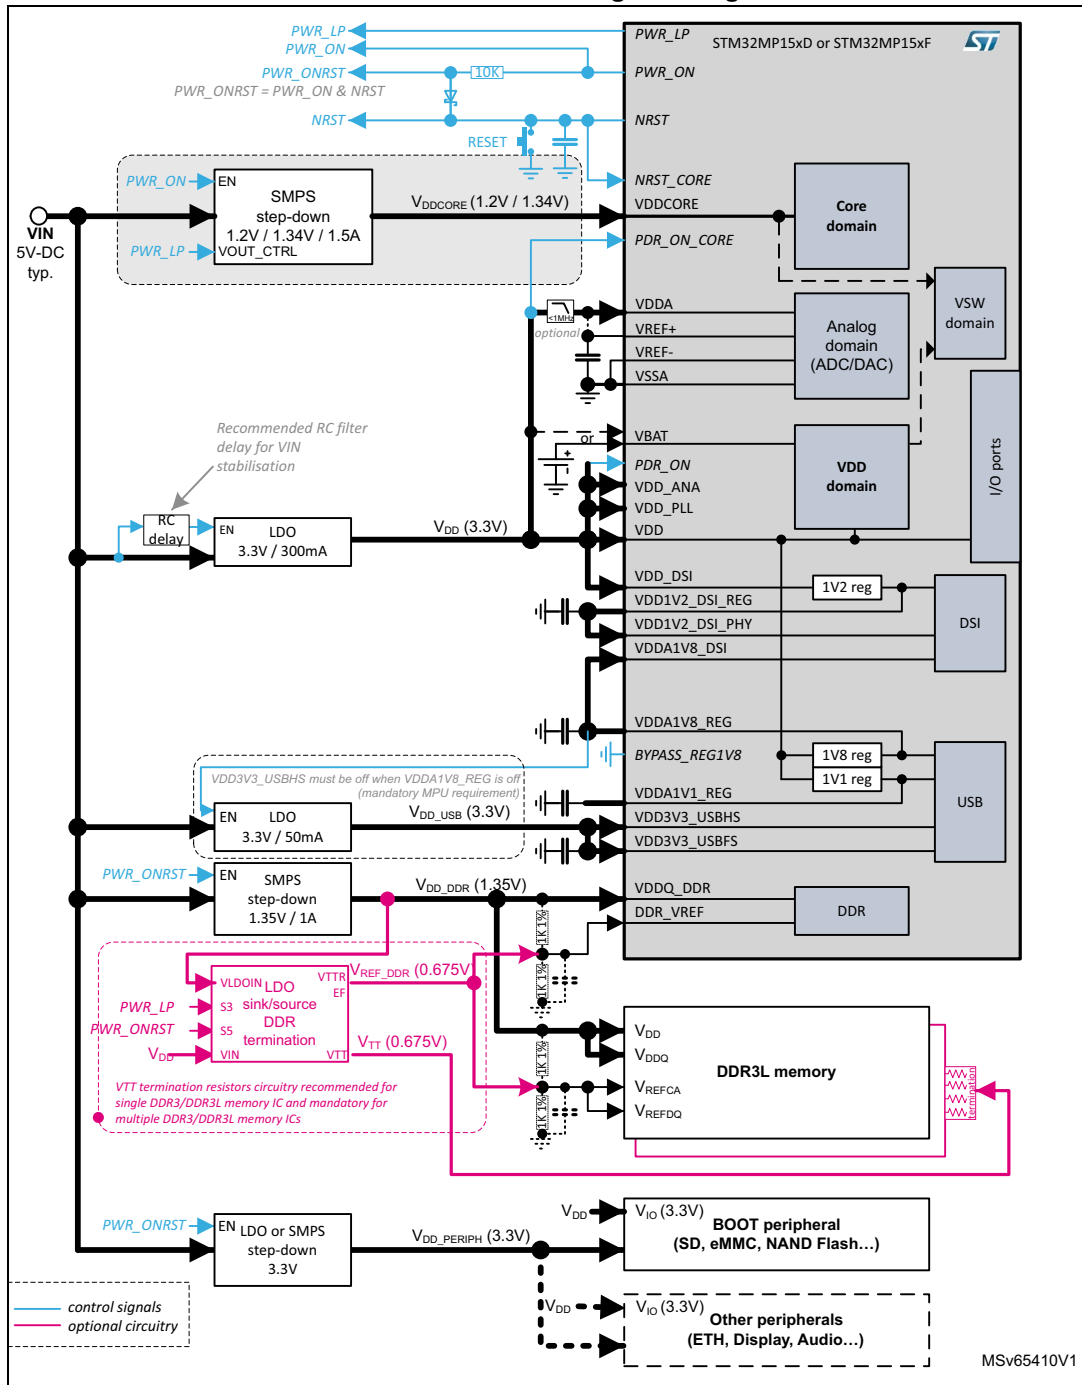 PWR_LP
PWR_LP
STM32MP15xD or STM32MP15xF
ST
PWR_ON
PWR_ONRST
10K
PWR_ON
PWR_ONRST = PWR_ON & NRST
NRST
NRST
RESET
PWR_ON
EN
SMPS
step-down
1.2V / 1.34V / 1.5A
PWR_LP
VOUT_CTRL
VDDCORE (1.2V / 1.34V)
NRST_CORE
VDDCORE
PDR_ON_CORE
Core
domain
VIN
5V-DC
typ.
VSW
domain
<1MHz
optional
VDDA
VREF+
VREF-
VSSA
Analog
domain
(ADC/DAC)
I/O ports
Recommended RC filter
delay for VIN
stabilisation
or
VBAT
PDR_ON
VDD_ANA
VDD_PLL
VDD
VDD
domain
RC
delay
EN
LDO
3.3V / 300mA
VDD (3.3V)
VDD_DSI
1V2 reg
VDD1V2_DSI_REG
VDD1V2_DSI_PHY
VDDA1V8_DSI
DSI
VDDA1V8_REG
BYPASS_REG1V8
1V8 reg
1V1 reg
VDDA1V1_REG
VDD3V3_USBHS
VDD3V3_USBFS
USB
VDD3V3_USBHS must be off when VDDA1V8_REG is off
(mandatory MPU requirement)
EN
LDO
3.3V / 50mA
VDD_USB (3.3V)
PWR_ONRST
EN
SMPS
step-down
1.35V / 1A
VDD_DDR (1.35V)
VDDQ_DDR
DDR_VREF
DDR
1K 1%
1K 1%
VLDOIN
LDO
sink/source
DDR
termination
VTTR
EF
VREF_DDR (0.675V)
PWR_LP
S3
PWR_ONRST
S5
VDD
VIN
VTT
VTT (0.675V)
VTT termination resistors circuitry recommended for
single DDR3/DDR3L memory IC and mandatory for
multiple DDR3/DDR3L memory ICs
1K 1%
1K 1%
VDD
VDDQ
VREFCA
VREFDQ
DDR3L memory
termination
PWR_ONRST
EN
LDO or SMPS
step-down
3.3V
VDD_PERIPH (3.3V)
VDD
VIO (3.3V)
BOOT peripheral
(SD, eMMC, NAND Flash…)
VDD
VIO (3.3V)
Other peripherals
(ETH, Display, Audio…)
control signals
optional circuitry
MSv65410V1